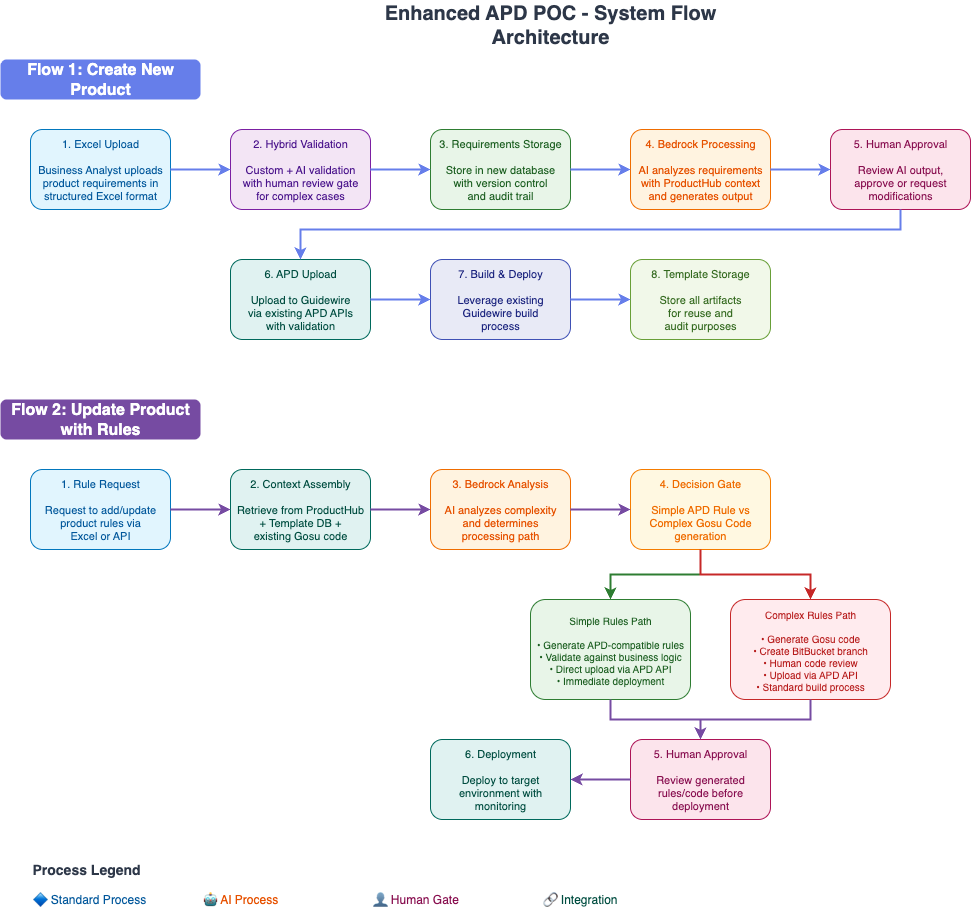 Enhanced APD POC - System Flow
Architecture
Flow 1: Create New
Product
1. Excel Upload
Business Analyst uploads
product requirements in
structured Excel format
2. Hybrid Validation
Custom + AI validation
with human review gate
for complex cases
3. Requirements Storage
Store in new database
with version control
and audit trail
4. Bedrock Processing
AI analyzes requirements
with ProductHub context
and generates output
5. Human Approval
Review AI output,
approve or request
modifications
6. APD Upload
Upload to Guidewire
via existing APD APIs
with validation
7. Build & Deploy
Leverage existing
Guidewire build
process
8. Template Storage
Store all artifacts
for reuse and
audit purposes
Flow 2: Update Product
with Rules
1. Rule Request
Request to add/update
product rules via
Excel or API
2. Context Assembly
Retrieve from ProductHub
+ Template DB +
existing Gosu code
3. Bedrock Analysis
AI analyzes complexity
and determines
processing path
4. Decision Gate
Simple APD Rule vs
Complex Gosu Code
generation
Simple Rules Path
• Generate APD-compatible rules
• Validate against business logic
• Direct upload via APD API
• Immediate deployment
Complex Rules Path
• Generate Gosu code
• Create BitBucket branch
• Human code review
• Upload via APD API
• Standard build process
6. Deployment
Deploy to target
environment with
monitoring
5. Human Approval
Review generated
rules/code before
deployment
Process Legend
🔷 Standard Process
🤖 AI Process
👤 Human Gate
🔗 Integration